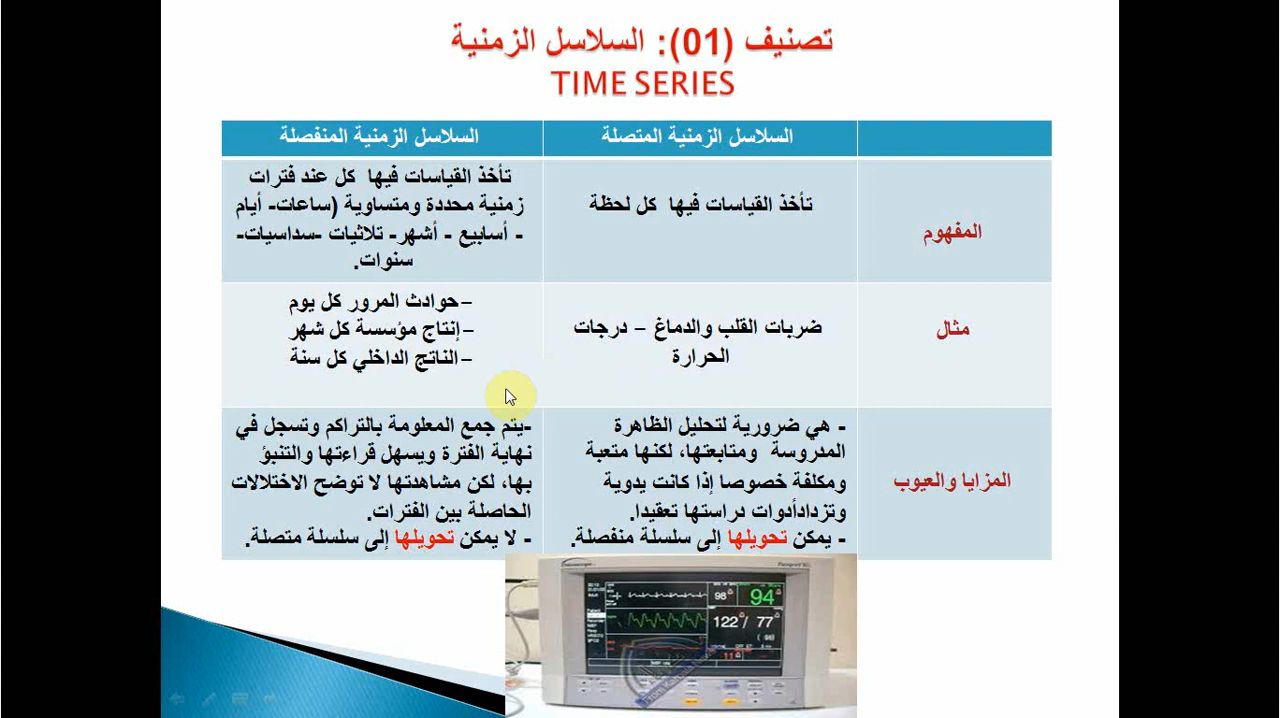 تصنيف (01): السلاسل الزمنية
TIME SERIES
السلاسل الزمنية المتصلة
السلاسل الزمنية المنفصلة
المفهوم
تأخذ القياسات فيها كل لحظة
تأخذ القياسات فيها كل عند فترات
زمنية محددة ومتساوية (ساعات- أيام
- أسابيع - أشهر- تلاثيات -سداسيات-
سنوات.
مثال
ضربات القلب والدماغ – درجات
الحرارة
–حوادث المرور كل يوم
–إنتاج مؤسسة كل شهر
–الناتج الداخلي كل سنة
المزايا والعيوب
- هي ضرورية لتحليل الظاهرة
المدروسة ومتابعتها، لكنها متعبة
ومكلفة خصوصا إذا كانت يدوية
وتزدادأدوات دراستها تعقيدا.
- يمكن تحويلها إلى سلسلة منفصلة.
-يتم جمع المعلومة بالتراكم وتسجل في
نهاية الفترة ويسهل قراءتها والتنبؤ
بها، لكن مشاهدتها لا توضح الاختلالات
الحاصلة بين الفترات.
- لا يمكن تحويلها إلى سلسلة متصلة.
98
94
122/ 77
(98)
11